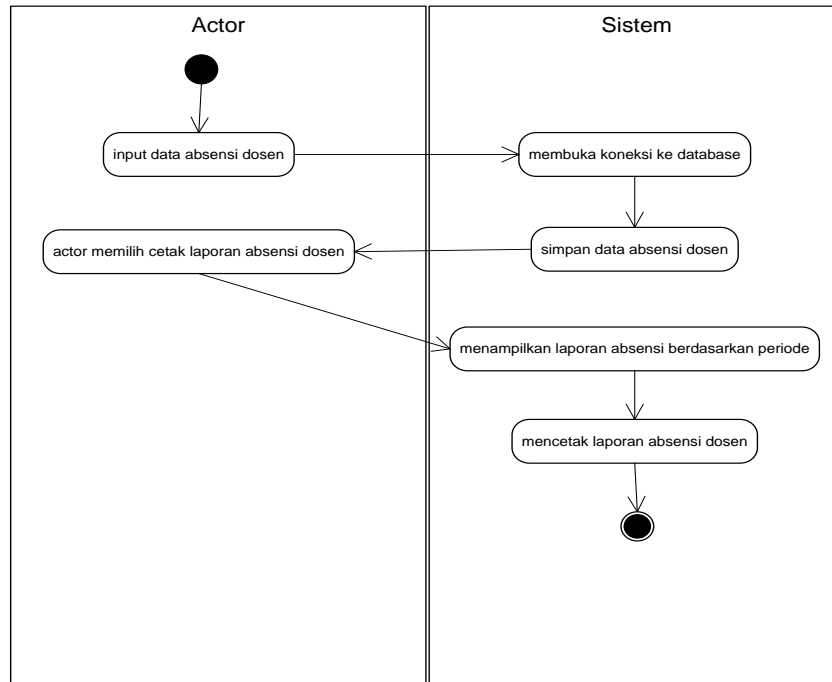 Actor
Sistem
input data absensi dosen
membuka koneksi ke database
actor memilih cetak laporan absensi dosen
simpan data absensi dosen
menampilkan laporan absensi berdasarkan periode
mencetak laporan absensi dosen